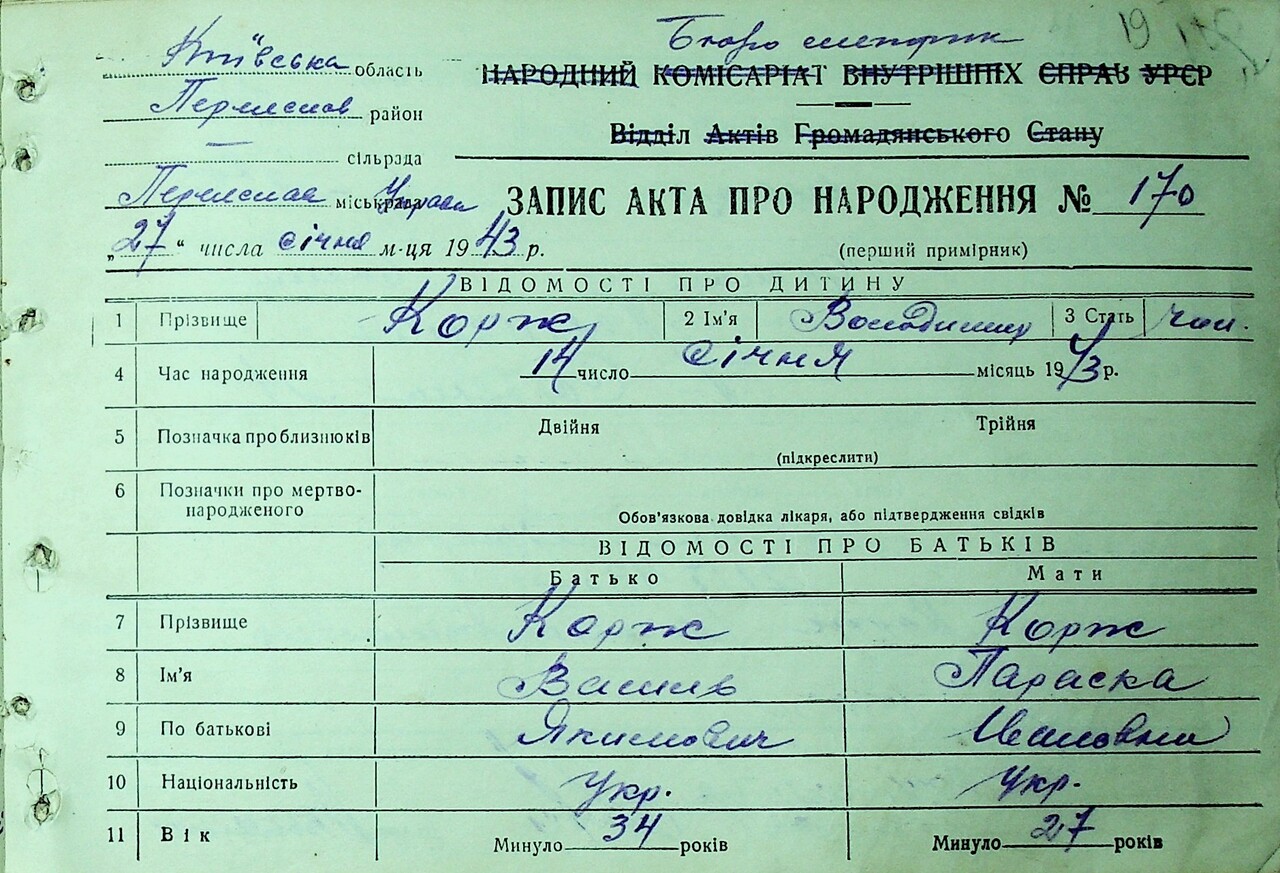 19
Київська область
Бюро метрик
НАРОДНИЙ КОМІСАРІАТ ВНУТРІШНІХ СПРАВ УРСР
район
Відділ Актів Громадянського Стану
сільрада
міськрада Управа
ЗАПИС АКТА ПРО НАРОДЖЕННЯ № 170
„27“ числа січня м-ця 1943 р.
(перший примірник)
ВІДОМОСТІ ПРО ДИТИНУ
1 Прізвище Корж 2 Ім'я Володимир 3 Стать чол.
4 Час народження 14 число січня місяць 1943 р.
5 Позначка про близнюків Двійня Трійня
(підкреслити)
6 Позначки про мертво-
народженого
Обов'язкова довідка лікаря, або підтвердження свідків
ВІДОМОСТІ ПРО БАТЬКІВ
Батько Мати
7 Прізвище Корж Корж
8 Ім'я Василь Параска
9 По батькові Якимович
10 Національність Укр. Укр.
11 Вік Минуло 34 років Минуло 27 років